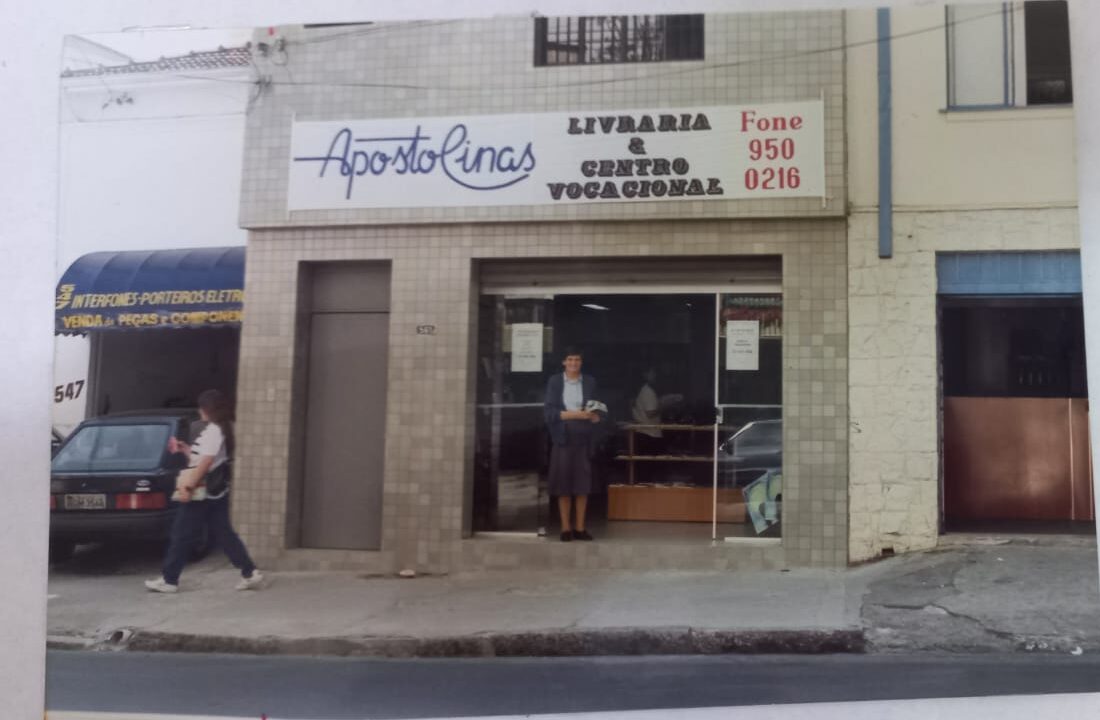 Apostolinas
LIVRARIA
&
CENTRO
VOCACIONAL
Fone
950
0216
INTERFONES-PORTEIROS ELETR
VENDA de PEÇAS e COMPONEN
547